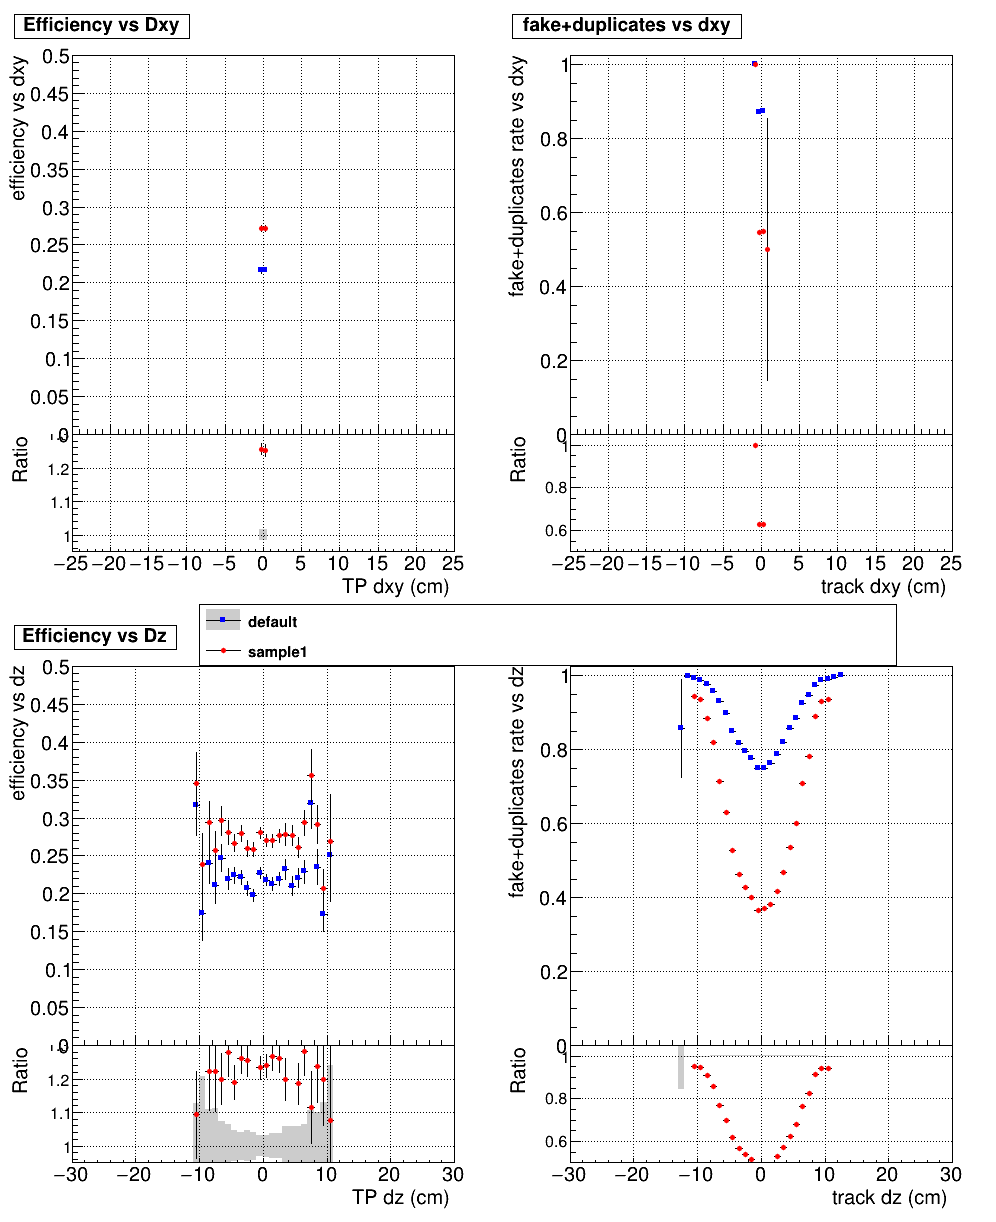 Efficiency vs Dxy
efficiency vs dxy
0.5
0.45
0.4
0.35
0.3
0.25
0.2
0.15
0.1
0.05
0
Ratio
1.2
1.1
1
−25 −20 −15 −10 −5 0 5 10 15 20 25
TP dxy (cm)
fake+duplicates vs dxy
fake+duplicates rate vs dxy
1
0.8
0.6
0.4
0.2
0
Ratio
1
0.8
0.6
−25 −20 −15 −10 −5 0 5 10 15 20 25
track dxy (cm)
default
sample1
Efficiency vs Dz
efficiency vs dz
0.5
0.45
0.4
0.35
0.3
0.25
0.2
0.15
0.1
0.05
0
Ratio
1.2
1.1
1
−30 −20 −10 0 10 20 30
TP dz (cm)
fake+duplicates rate vs dz
1
0.8
0.6
0.4
0.2
0
Ratio
1
0.8
0.6
−30 −20 −10 0 10 20 30
track dz (cm)